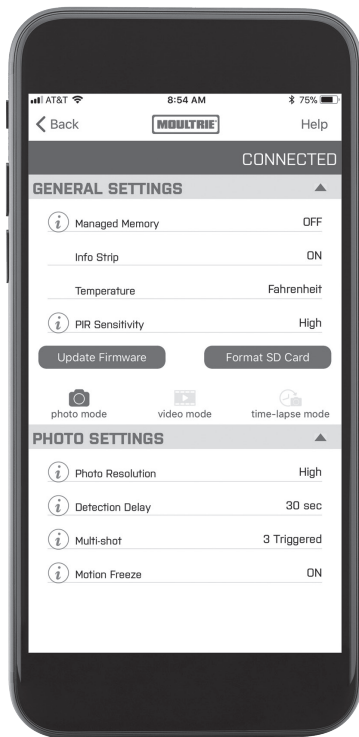 AT&T 8:54 AM 75%
Back MOULTRIE Help
CONNECTED
GENERAL SETTINGS
i Managed Memory OFF
Info Strip ON
Temperature Fahrenheit
i PIR Sensitivity High
Update Firmware Format SD Card
photo mode video mode time-lapse mode
PHOTO SETTINGS
i Photo Resolution High
i Detection Delay 30 sec
i Multi-shot 3 Triggered
i Motion Freeze ON